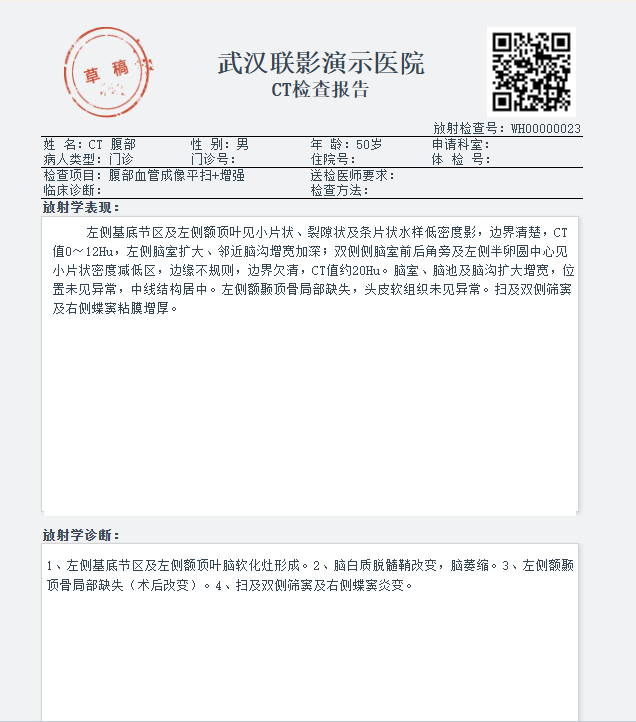 草稿
武汉联影演示医院
CT检查报告
放射检查号: WH00000023
姓 名: CT 腹部 性 别: 男 年 龄: 50岁 申请科室:
病人类型: 门诊 门诊号: 住院号: 体 检 号:
检查项目: 腹部血管成像平扫+增强 送检医师要求:
临床诊断: 检查方法:
放射学表现:
左侧基底节区及左侧额顶叶见小片状、裂隙状及条片状水样低密度影，边界清楚，CT
值0～12Hu，左侧脑室扩大、邻近脑沟增宽加深；双侧侧脑室前后角旁及左侧半卵圆中心见
小片状密度减低区，边缘不规则，边界欠清，CT值约20Hu。脑室、脑池及脑沟扩大增宽，位
置未见异常，中线结构居中。左侧额颞顶骨局部缺失，头皮软组织未见异常。扫及双侧筛窦
及右侧蝶窦粘膜增厚。
放射学诊断:
1、左侧基底节区及左侧额顶叶脑软化灶形成。2、脑白质脱髓鞘改变，脑萎缩。3、左侧额颞
顶骨局部缺失（术后改变）。4、扫及双侧筛窦及右侧蝶窦炎变。